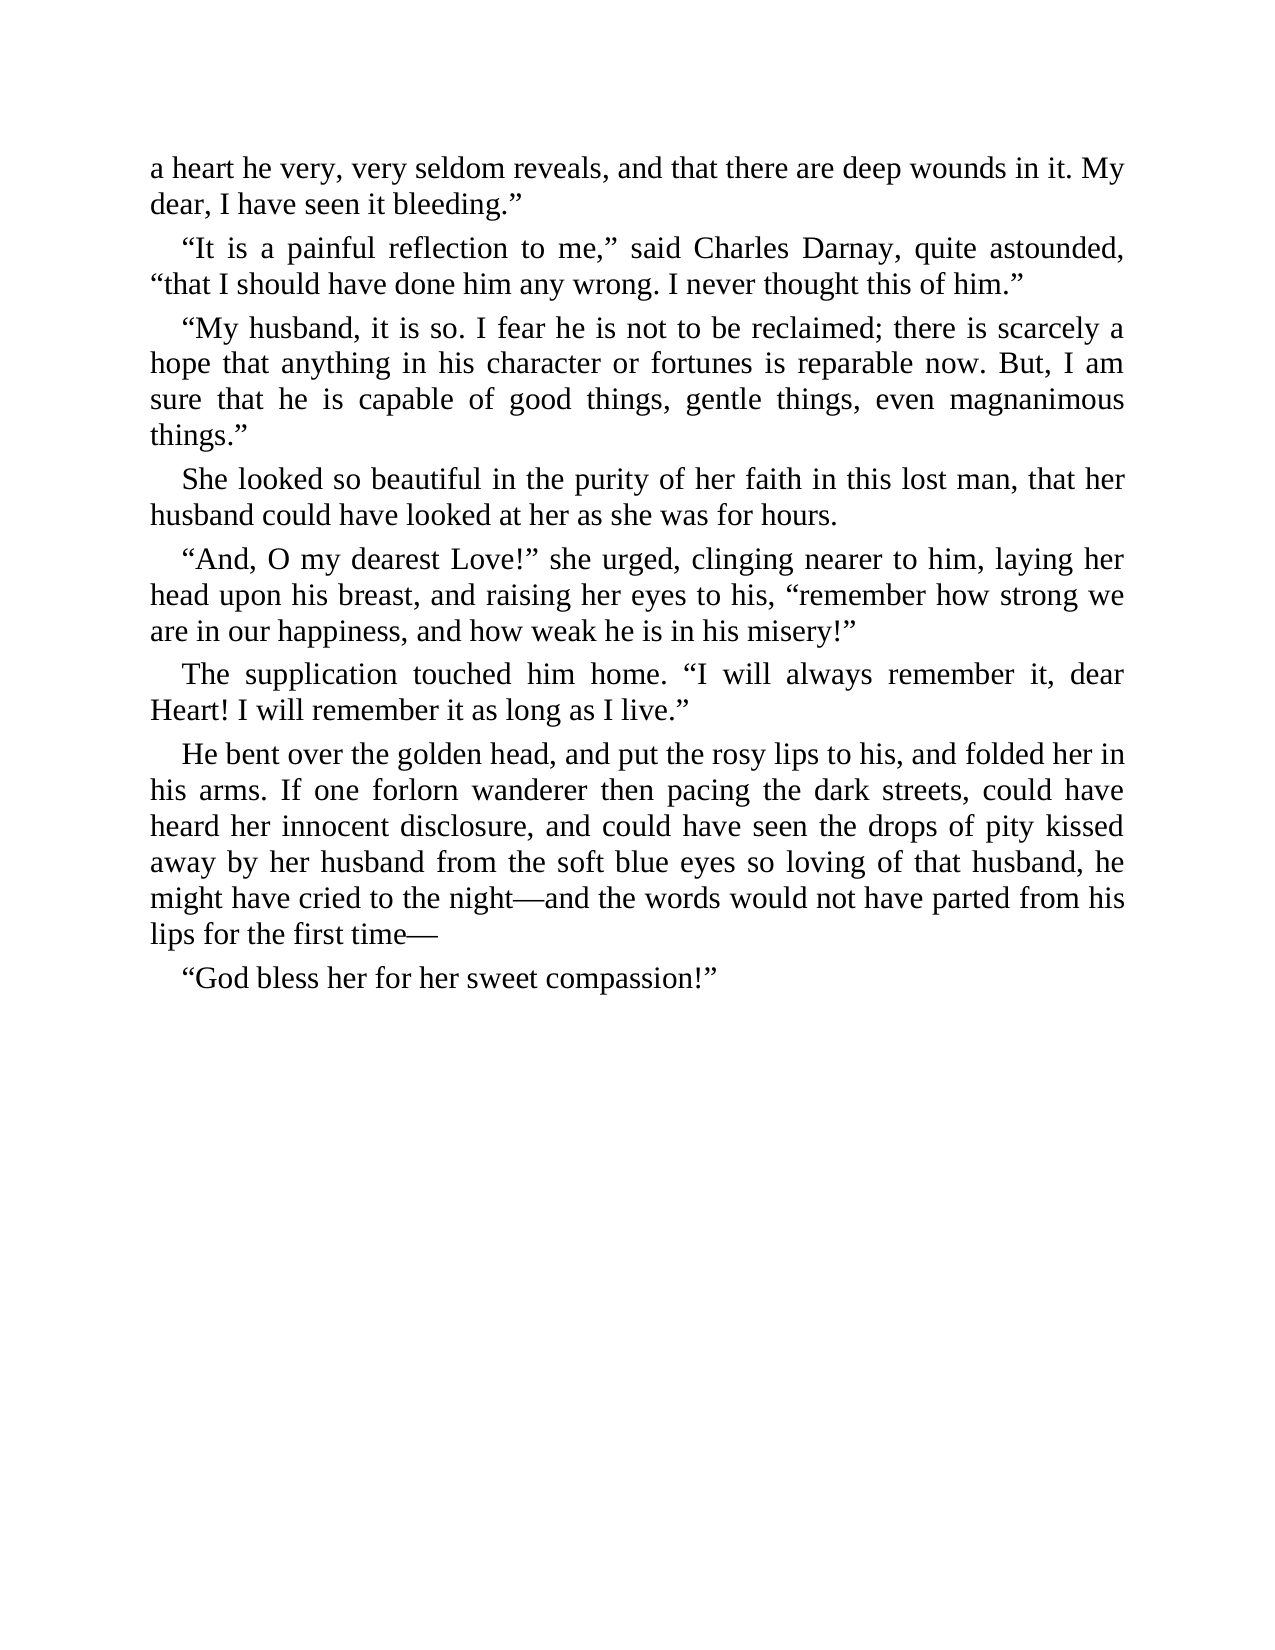 a heart he very, very seldom reveals, and that there are deep wounds in it. My
dear, I have seen it bleeding.”
“It is a painful reflection to me,” said Charles Darnay, quite astounded,
“that I should have done him any wrong. I never thought this of him.”
“My husband, it is so. I fear he is not to be reclaimed; there is scarcely a
hope that anything in his character or fortunes is reparable now. But, I am
sure that he is capable of good things, gentle things, even magnanimous
things.”
She looked so beautiful in the purity of her faith in this lost man, that her
husband could have looked at her as she was for hours.
“And, O my dearest Love!” she urged, clinging nearer to him, laying her
head upon his breast, and raising her eyes to his, “remember how strong we
are in our happiness, and how weak he is in his misery!”
The supplication touched him home. “I will always remember it, dear
Heart! I will remember it as long as I live.”
He bent over the golden head, and put the rosy lips to his, and folded her in
his arms. If one forlorn wanderer then pacing the dark streets, could have
heard her innocent disclosure, and could have seen the drops of pity kissed
away by her husband from the soft blue eyes so loving of that husband, he
might have cried to the night—and the words would not have parted from his
lips for the first time—
“God bless her for her sweet compassion!”